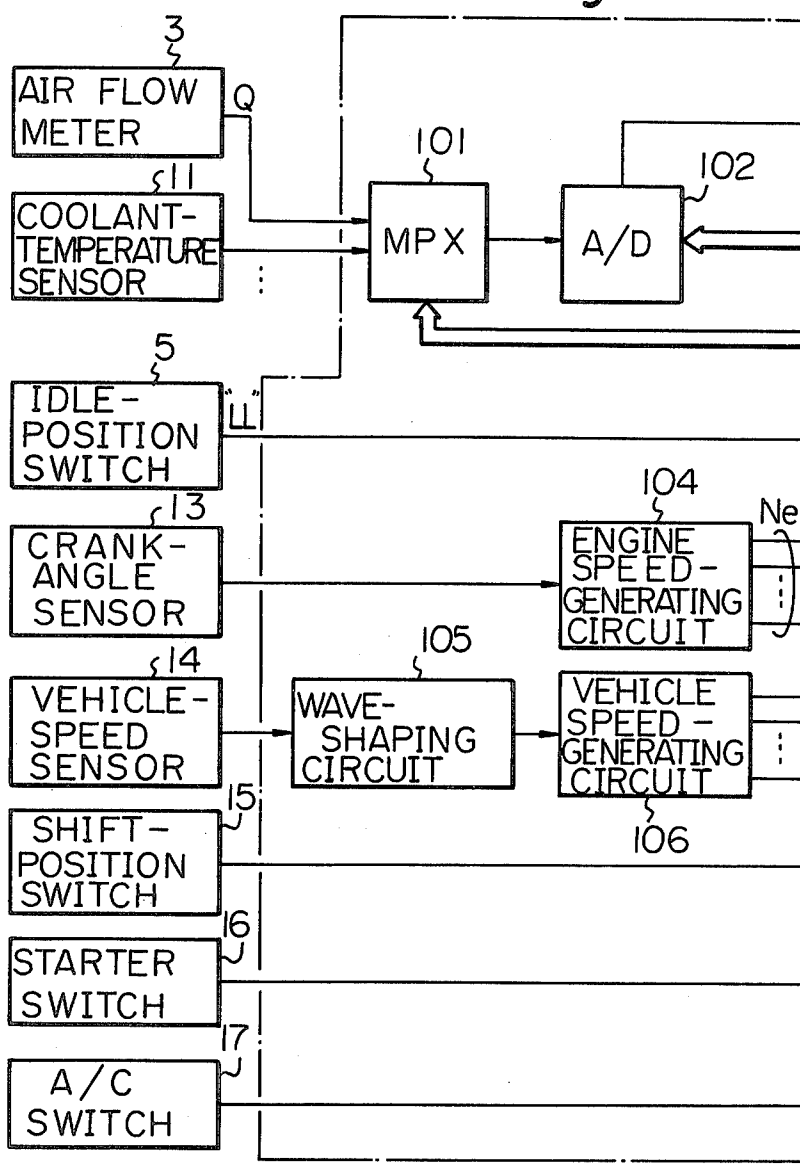 3
AIR FLOW
METER
Q
11
COOLANT-
TEMPERATURE
SENSOR
101
MPX
102
A/D
5
IDLE-
POSITION
SWITCH
"LL"
13
CRANK-
ANGLE
SENSOR
104
ENGINE
SPEED-
GENERATING
CIRCUIT
Ne
14
VEHICLE-
SPEED
SENSOR
105
WAVE-
SHAPING
CIRCUIT
VEHICLE
SPEED-
GENERATING
CIRCUIT
106
15
SHIFT-
POSITION
SWITCH
16
STARTER
SWITCH
17
A/C
SWITCH